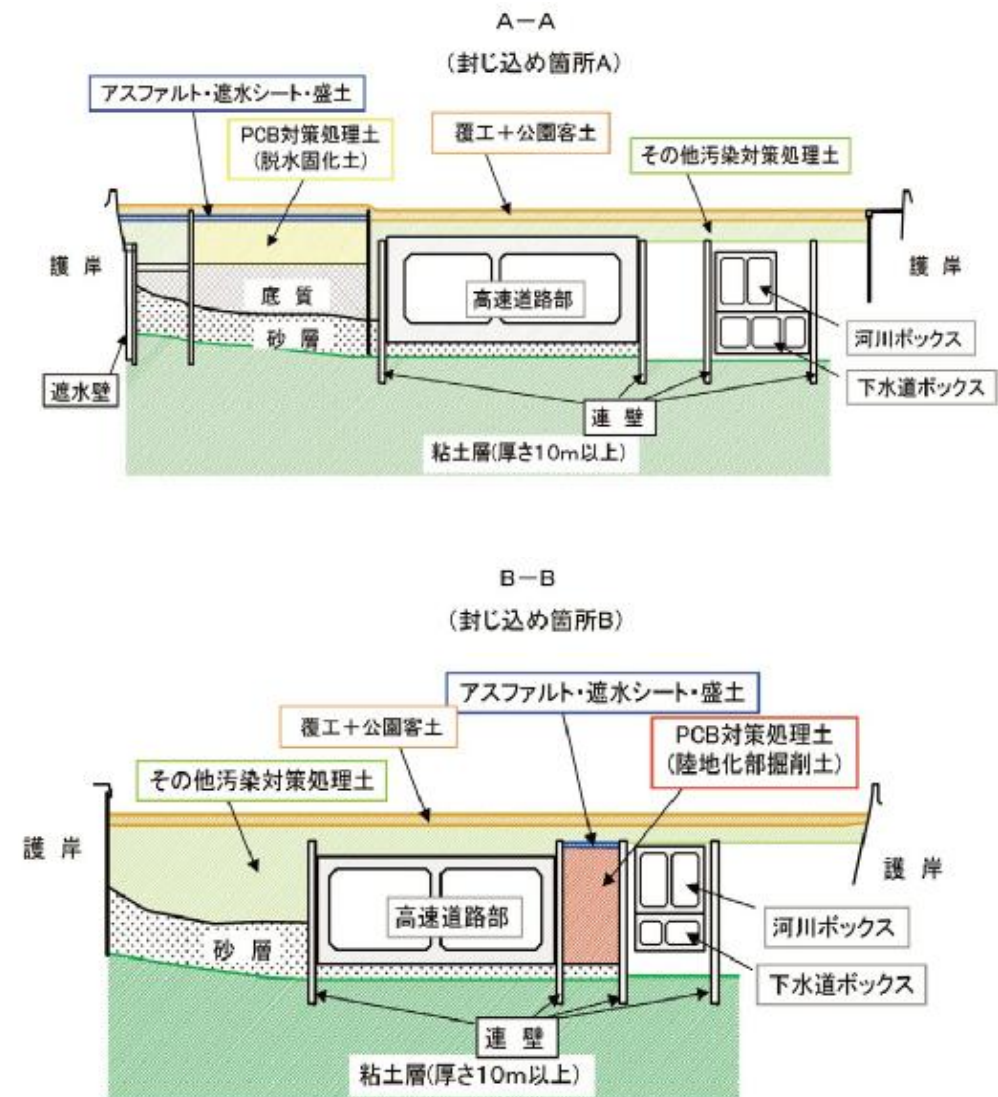 A－A
(封じ込め箇所A)
アスファルト・遮水シート・盛土
PCB対策処理土
(脱水固化土)
覆工＋公園客土
その他汚染対策処理土
護 岸
底 質
砂 層
高速道路部
護 岸
河川ボックス
下水道ボックス
遮水壁
連 壁
粘土層(厚さ10m以上)
B－B
(封じ込め箇所B)
アスファルト・遮水シート・盛土
覆工＋公園客土
PCB対策処理土
(陸地化部掘削土)
その他汚染対策処理土
護 岸
護 岸
高速道路部
河川ボックス
砂 層
下水道ボックス
連 壁
粘土層(厚さ10m以上)